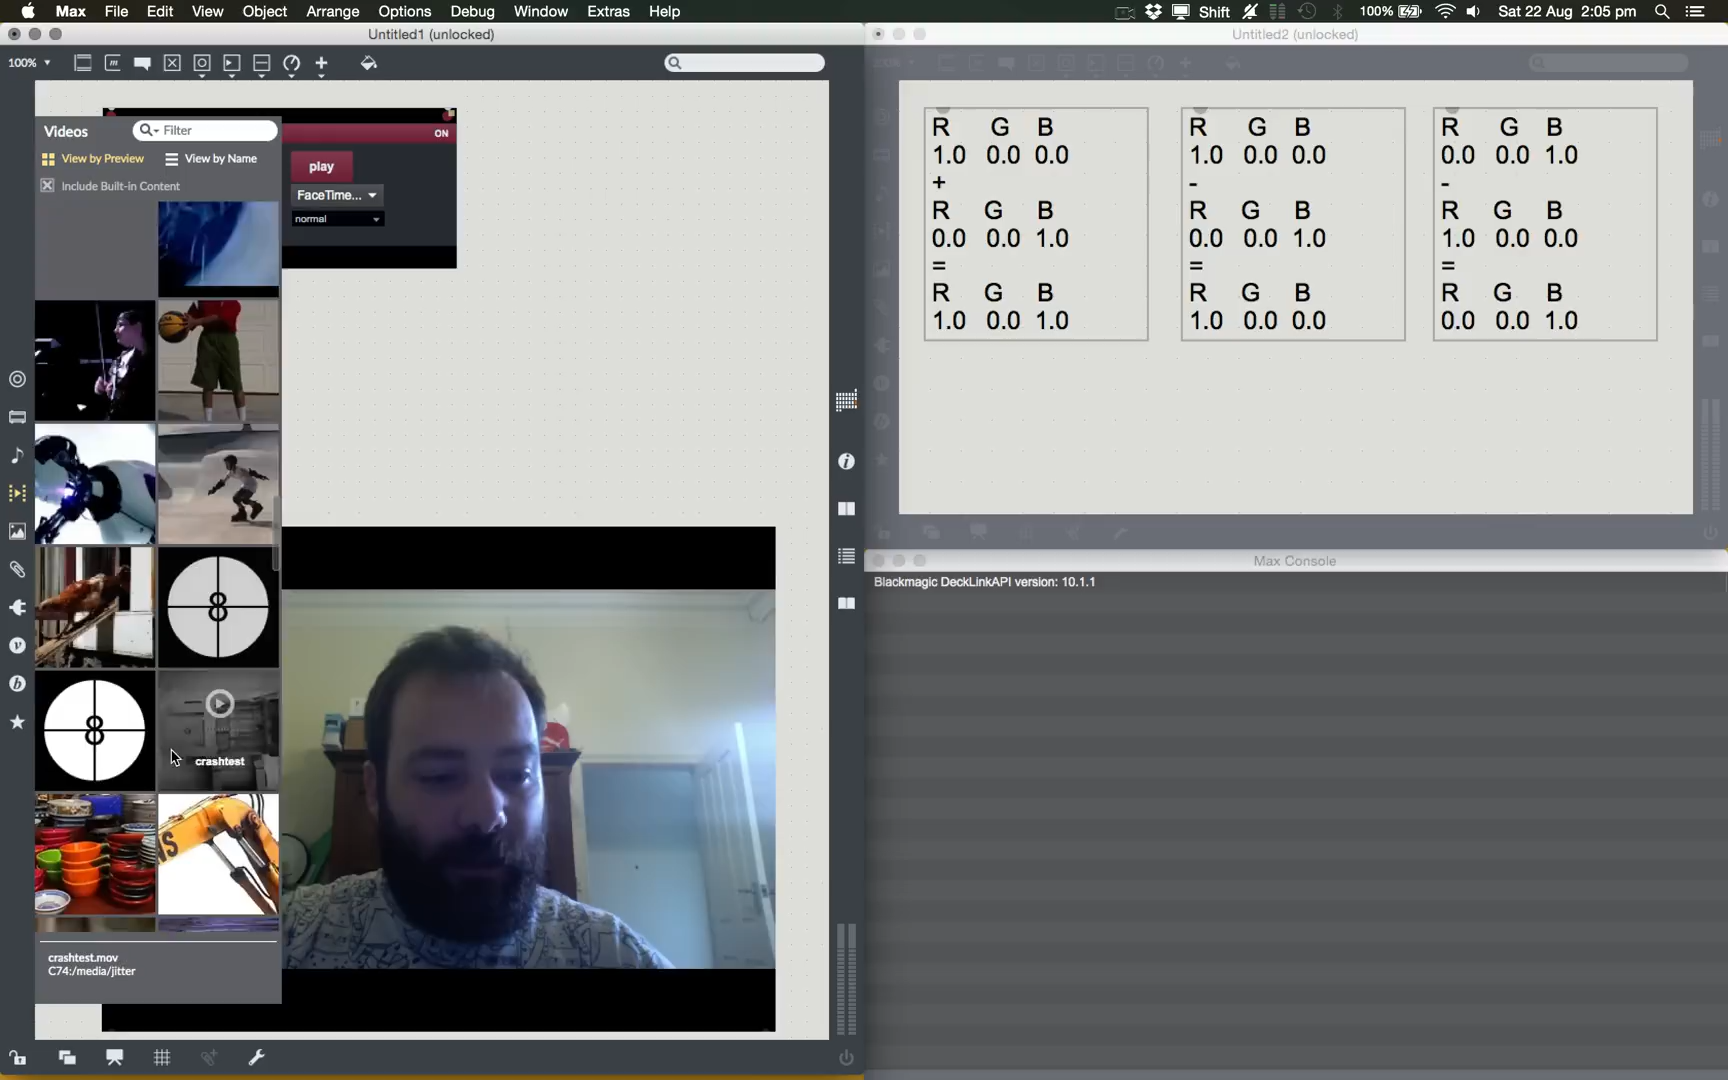 Max File Edit View Object Arrange Options Debug Window Extras Help
Shift 100% Sat 22 Aug 2:05 pm
Untitled1 (unlocked)
100%
Videos
Filter
View by Preview View by Name
Include Built-in Content
ON
play
FaceTime...
normal
8
8
crashtest
crashtest.mov
C74:/media/jitter
Untitled2 (unlocked)
R G B
1.0 0.0 0.0
+
R G B
0.0 0.0 1.0
=
R G B
1.0 0.0 1.0
R G B
1.0 0.0 0.0
-
R G B
0.0 0.0 1.0
=
R G B
1.0 0.0 0.0
R G B
0.0 0.0 1.0
-
R G B
1.0 0.0 0.0
=
R G B
0.0 0.0 1.0
Max Console
Blackmagic DeckLinkAPI version: 10.1.1